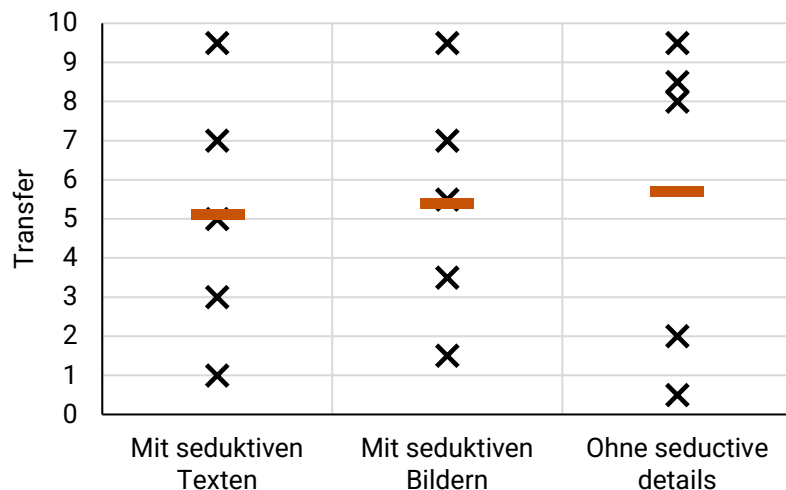 10
9
8
7
6
5
4
3
2
1
0
Transfer
Mit seduktiven
Texten
Mit seduktiven
Bildern
Ohne seductive
details